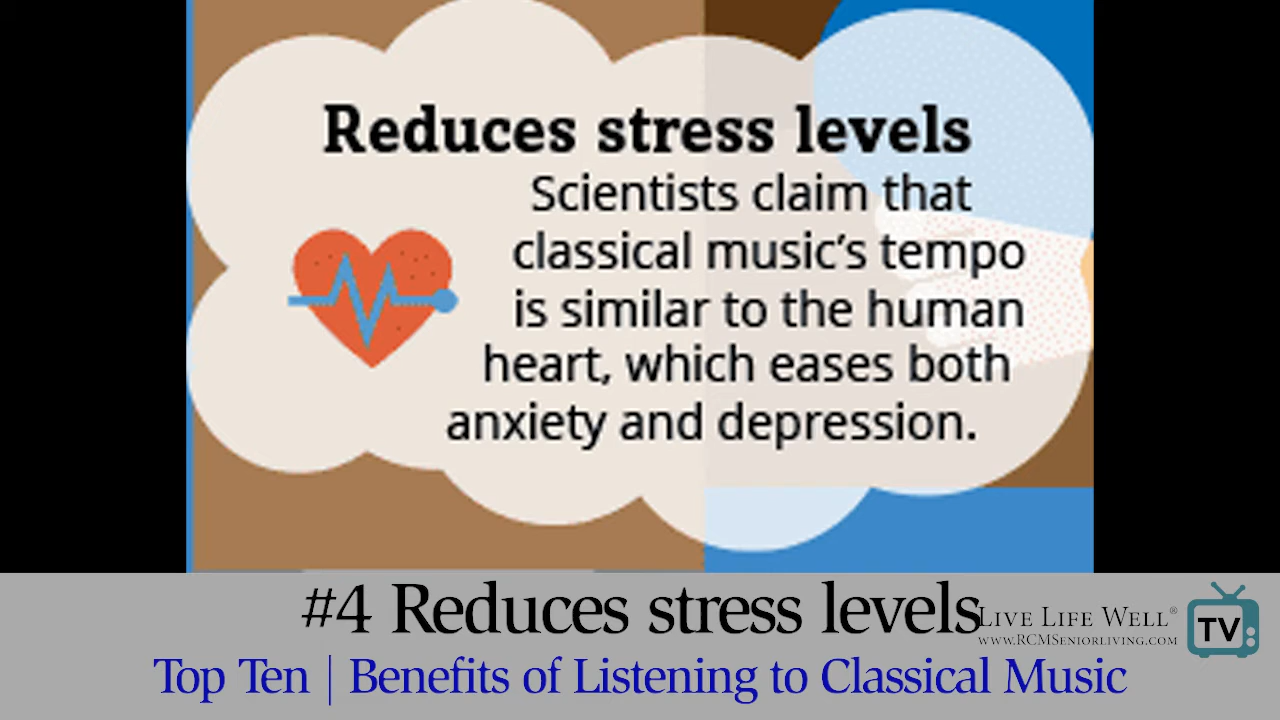 Reduces stress levels
Scientists claim that
classical music's tempo
is similar to the human
heart, which eases both
anxiety and depression.
#4 Reduces stress levels
LIVE LIFE WELL®
WWW.RCMSENIORLIVING.COM
TV
Top Ten | Benefits of Listening to Classical Music